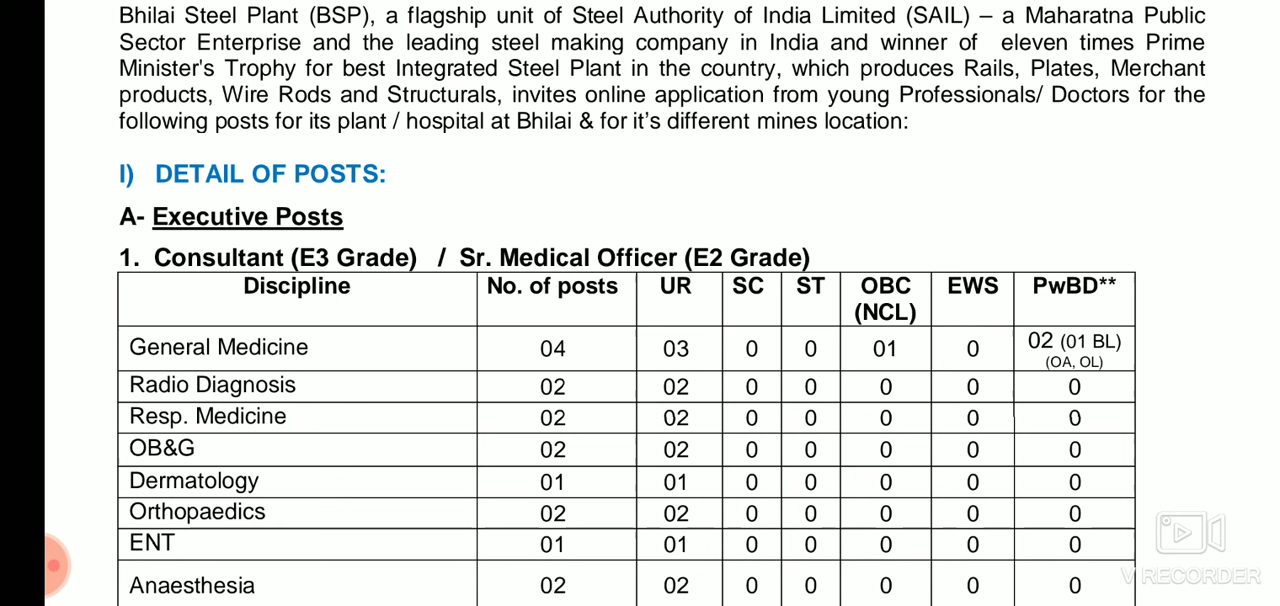 Bhilai Steel Plant (BSP), a flagship unit of Steel Authority of India Limited (SAIL) – a Maharatna Public
Sector Enterprise and the leading steel making company in India and winner of eleven times Prime
Minister's Trophy for best Integrated Steel Plant in the country, which produces Rails, Plates, Merchant
products, Wire Rods and Structurals, invites online application from young Professionals/ Doctors for the
following posts for its plant / hospital at Bhilai & for it's different mines location:
I) DETAIL OF POSTS:
A- Executive Posts
1. Consultant (E3 Grade) / Sr. Medical Officer (E2 Grade)
Discipline No. of posts UR SC ST OBC (NCL) EWS PwBD**
General Medicine 04 03 0 0 01 0 02 (01 BL) (OA, OL)
Radio Diagnosis 02 02 0 0 0 0 0
Resp. Medicine 02 02 0 0 0 0 0
OB&G 02 02 0 0 0 0 0
Dermatology 01 01 0 0 0 0 0
Orthopaedics 02 02 0 0 0 0 0
ENT 01 01 0 0 0 0 0
Anaesthesia 02 02 0 0 0 0 0
V RECORDER